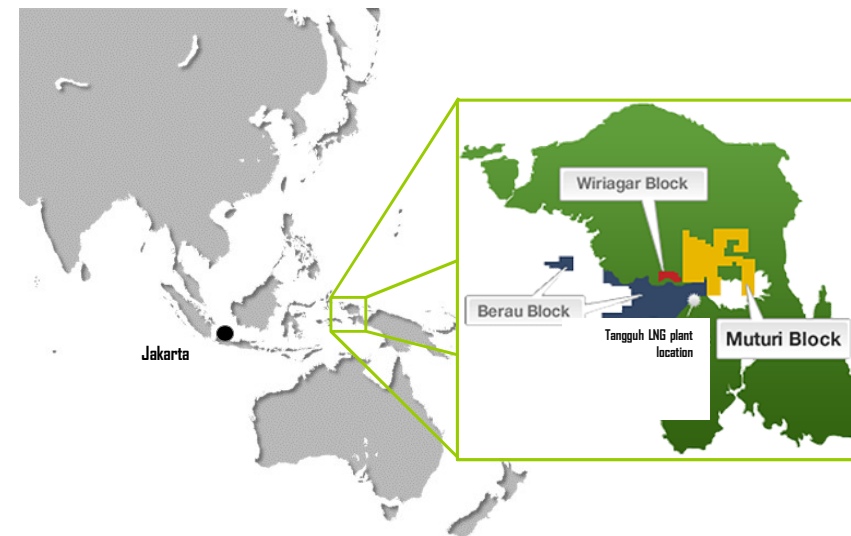 Wiriagar Block
Berau Block
Tangguh LNG plant
location
Muturi Block
Jakarta